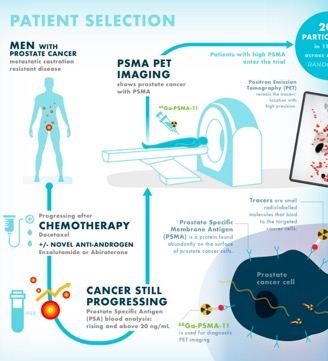 PATIENT SELECTION
MEN WITH
PROSTATE CANCER
metastatic castration
resistant disease
PSMA PET
IMAGING
shows prostate cancer
with PSMA
Patients with high PSMA
enter the trial
PARTIC
in 11
across
RANDO
Positron Emission
Tomography (PET)
reveals the
location with
high precision
⁶⁸Ga-PSMA-11
Progressing after
CHEMOTHERAPY
Docetaxel
+/- NOVEL ANTI-ANDROGEN
Enzalutamide or Abiraterone
Tracers are small
radiolabelled
molecules that bind
to the targeted
cancer cells.
Prostate Specific
Membrane Antigen
(PSMA) is a protein found
abundantly on the surface
of prostate cancer cells.
Prostate
cancer cell
CANCER STILL
PROGRESSING
Prostate Specific Antigen
(PSA) blood analysis:
rising and above 20 ng/mL
PSA
⁶⁸Ga-PSMA-11
is used for diagnostic
PET imaging